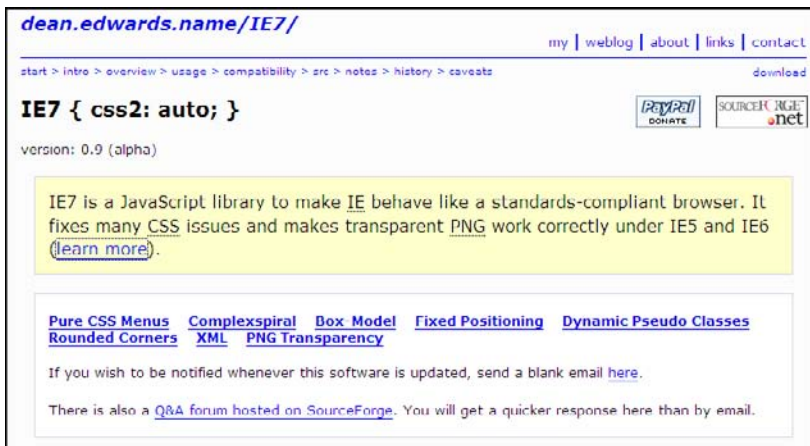 dean.edwards.name/IE7/
my | weblog | about | links | contact
start > intro > overview > usage > compatibility > src > notes > history > caveats
download
IE7 { css2: auto; }
PayPal
DONATE
SOURCEFORGE
.net
version: 0.9 (alpha)
IE7 is a JavaScript library to make IE behave like a standards-compliant browser. It
fixes many CSS issues and makes transparent PNG work correctly under IE5 and IE6
(learn more).
Pure CSS Menus Complexspiral Box-Model Fixed Positioning Dynamic Pseudo Classes
Rounded Corners XML PNG Transparency
If you wish to be notified whenever this software is updated, send a blank email here.
There is also a Q&A forum hosted on SourceForge. You will get a quicker response here than by email.